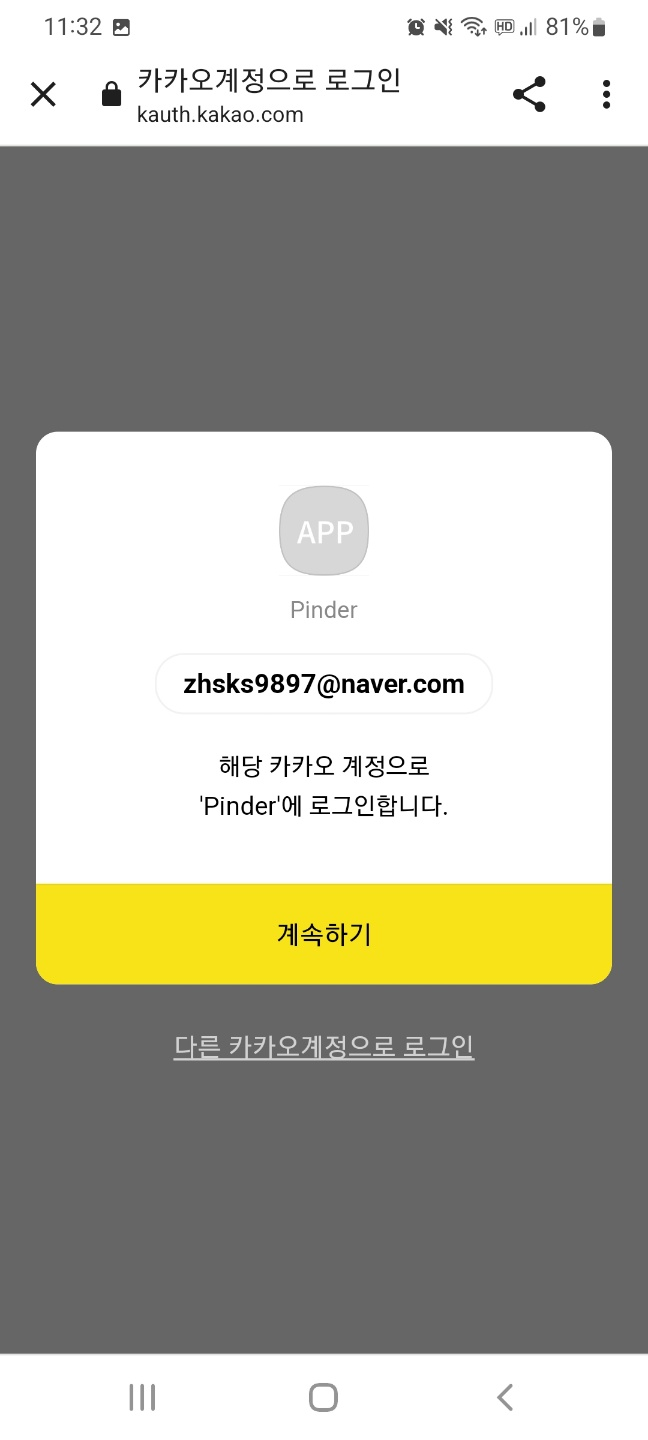 11:32 HD 81%
카카오계정으로 로그인
kauth.kakao.com
APP
Pinder
zhsks9897@naver.com
해당 카카오 계정으로
'Pinder'에 로그인합니다.
계속하기
다른 카카오계정으로 로그인